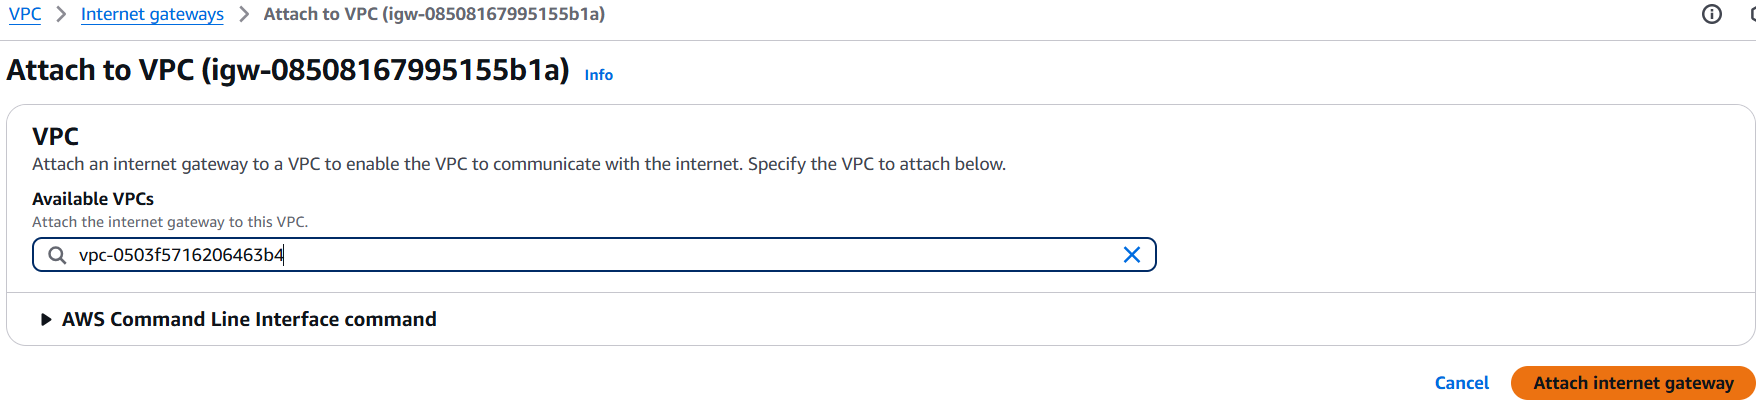 VPC > Internet gateways > Attach to VPC (igw-08508167995155b1a)
Attach to VPC (igw-08508167995155b1a) Info
VPC
Attach an internet gateway to a VPC to enable the VPC to communicate with the internet. Specify the VPC to attach below.
Available VPCs
Attach the internet gateway to this VPC.
vpc-0503f5716206463b4
AWS Command Line Interface command
Cancel Attach internet gateway